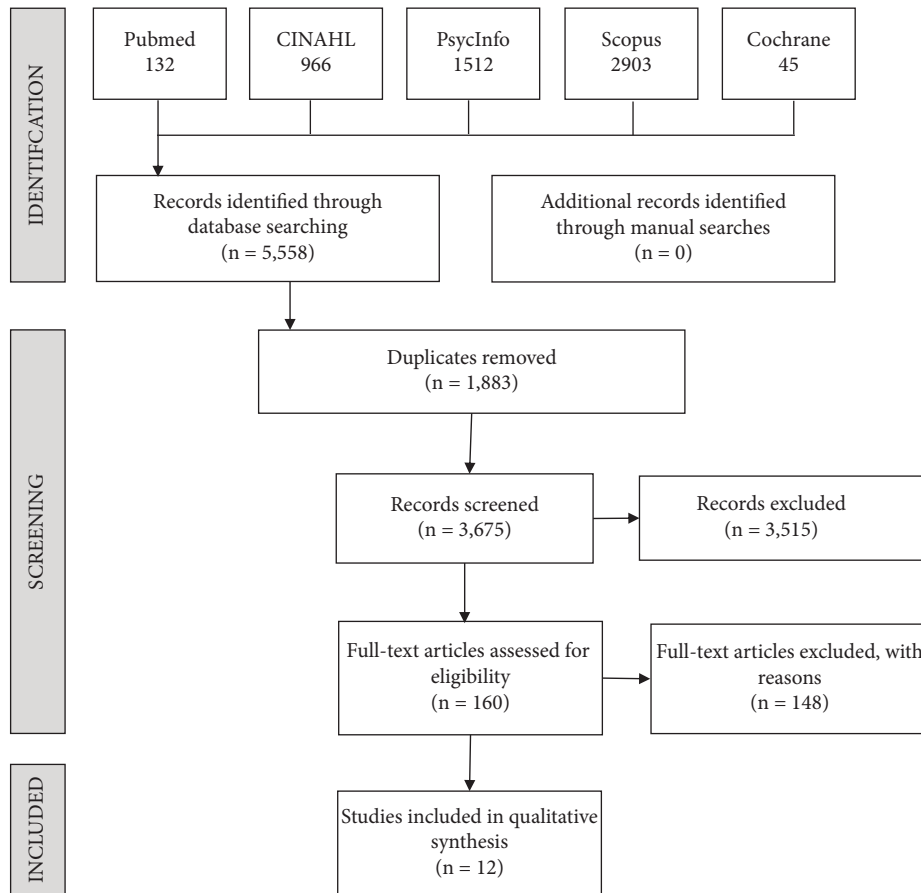 IDENTIFCATION
Pubmed
132
CINAHL
966
PsycInfo
1512
Scopus
2903
Cochrane
45
Records identified through
database searching
(n = 5,558)
Additional records identified
through manual searches
(n = 0)
SCREENING
Duplicates removed
(n = 1,883)
Records screened
(n = 3,675)
Records excluded
(n = 3,515)
Full-text articles assessed for
eligibility
(n = 160)
Full-text articles excluded, with
reasons
(n = 148)
INCLUDED
Studies included in qualitative
synthesis
(n = 12)